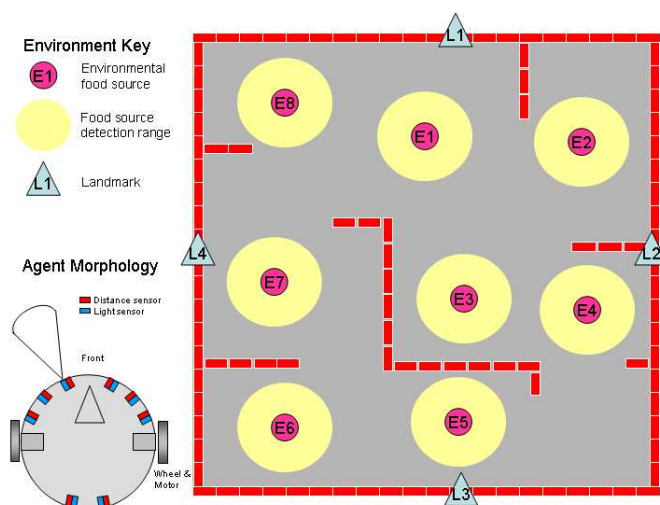 Environment Key
E1
Environmental
food source
Food source
detection range
L1
Landmark
Agent Morphology
Distance sensor
Light sensor
Front
Wheel &
Motor
L1
E8
E1
E2
L4
L2
E7
E3
E4
E6
E5
L3